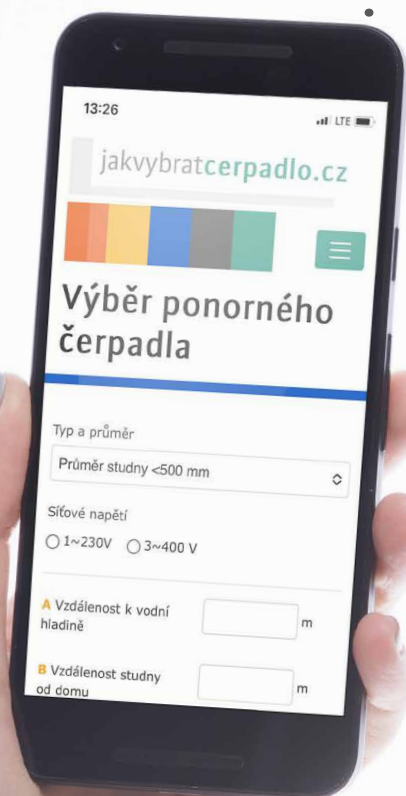 13:26
LTE
jakvybratcerpadlo.cz
Výběr ponorného
čerpadla
Typ a průměr
Průměr studny <500 mm
Síťové napětí
1~230V 3~400 V
A Vzdálenost k vodní
hladině
m
B Vzdálenost studny
od domu
m